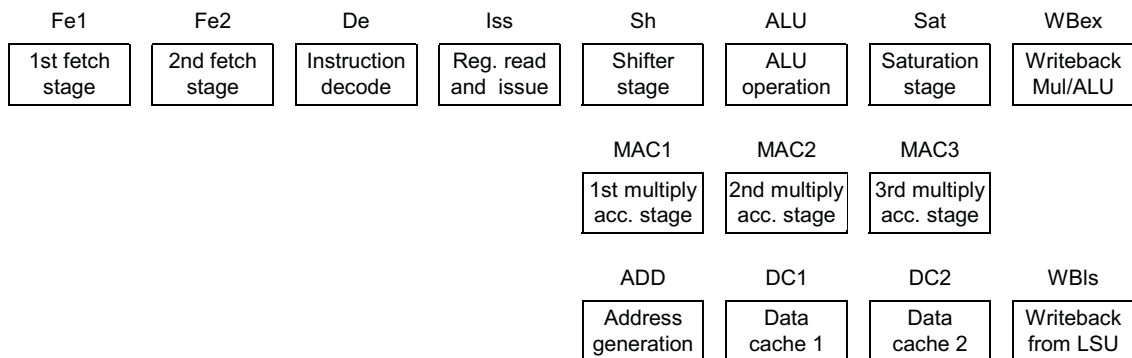 Fe1 Fe2 De Iss Sh ALU Sat WBex
1st fetch 2nd fetch Instruction Reg. read Shifter ALU Saturation Writeback
stage stage decode and issue stage operation stage Mul/ALU
MAC1 MAC2 MAC3
1st multiply 2nd multiply 3rd multiply
acc. stage acc. stage acc. stage
ADD DC1 DC2 WBls
Address Data Data Writeback
generation cache 1 cache 2 from LSU